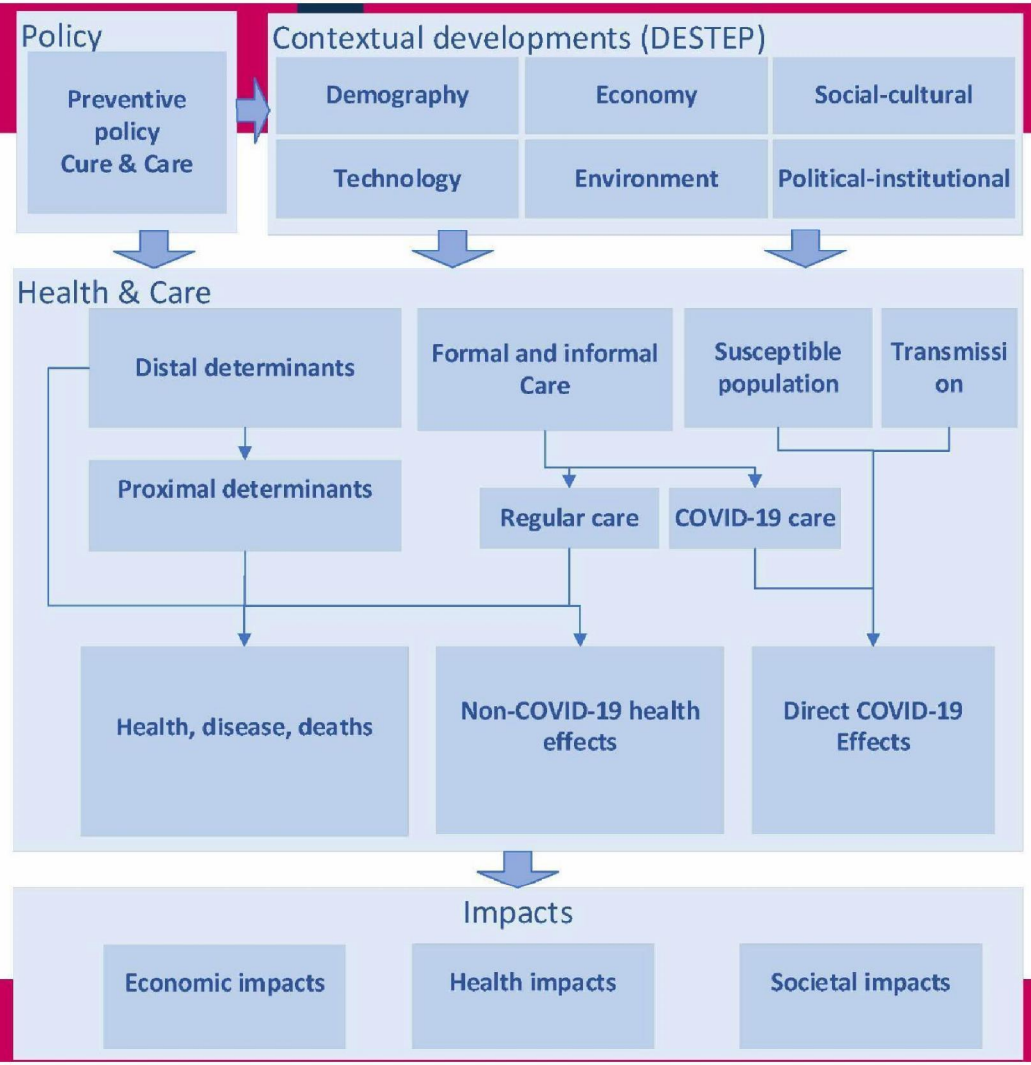 Policy
Preventive
policy
Cure & Care
Contextual developments (DESTEP)
Demography
Economy
Social-cultural
Technology
Environment
Political-institutional
Health & Care
Distal determinants
Formal and informal
Care
Susceptible
population
Transmissi
on
Proximal determinants
Regular care
COVID-19 care
Health, disease, deaths
Non-COVID-19 health
effects
Direct COVID-19
Effects
Impacts
Economic impacts
Health impacts
Societal impacts